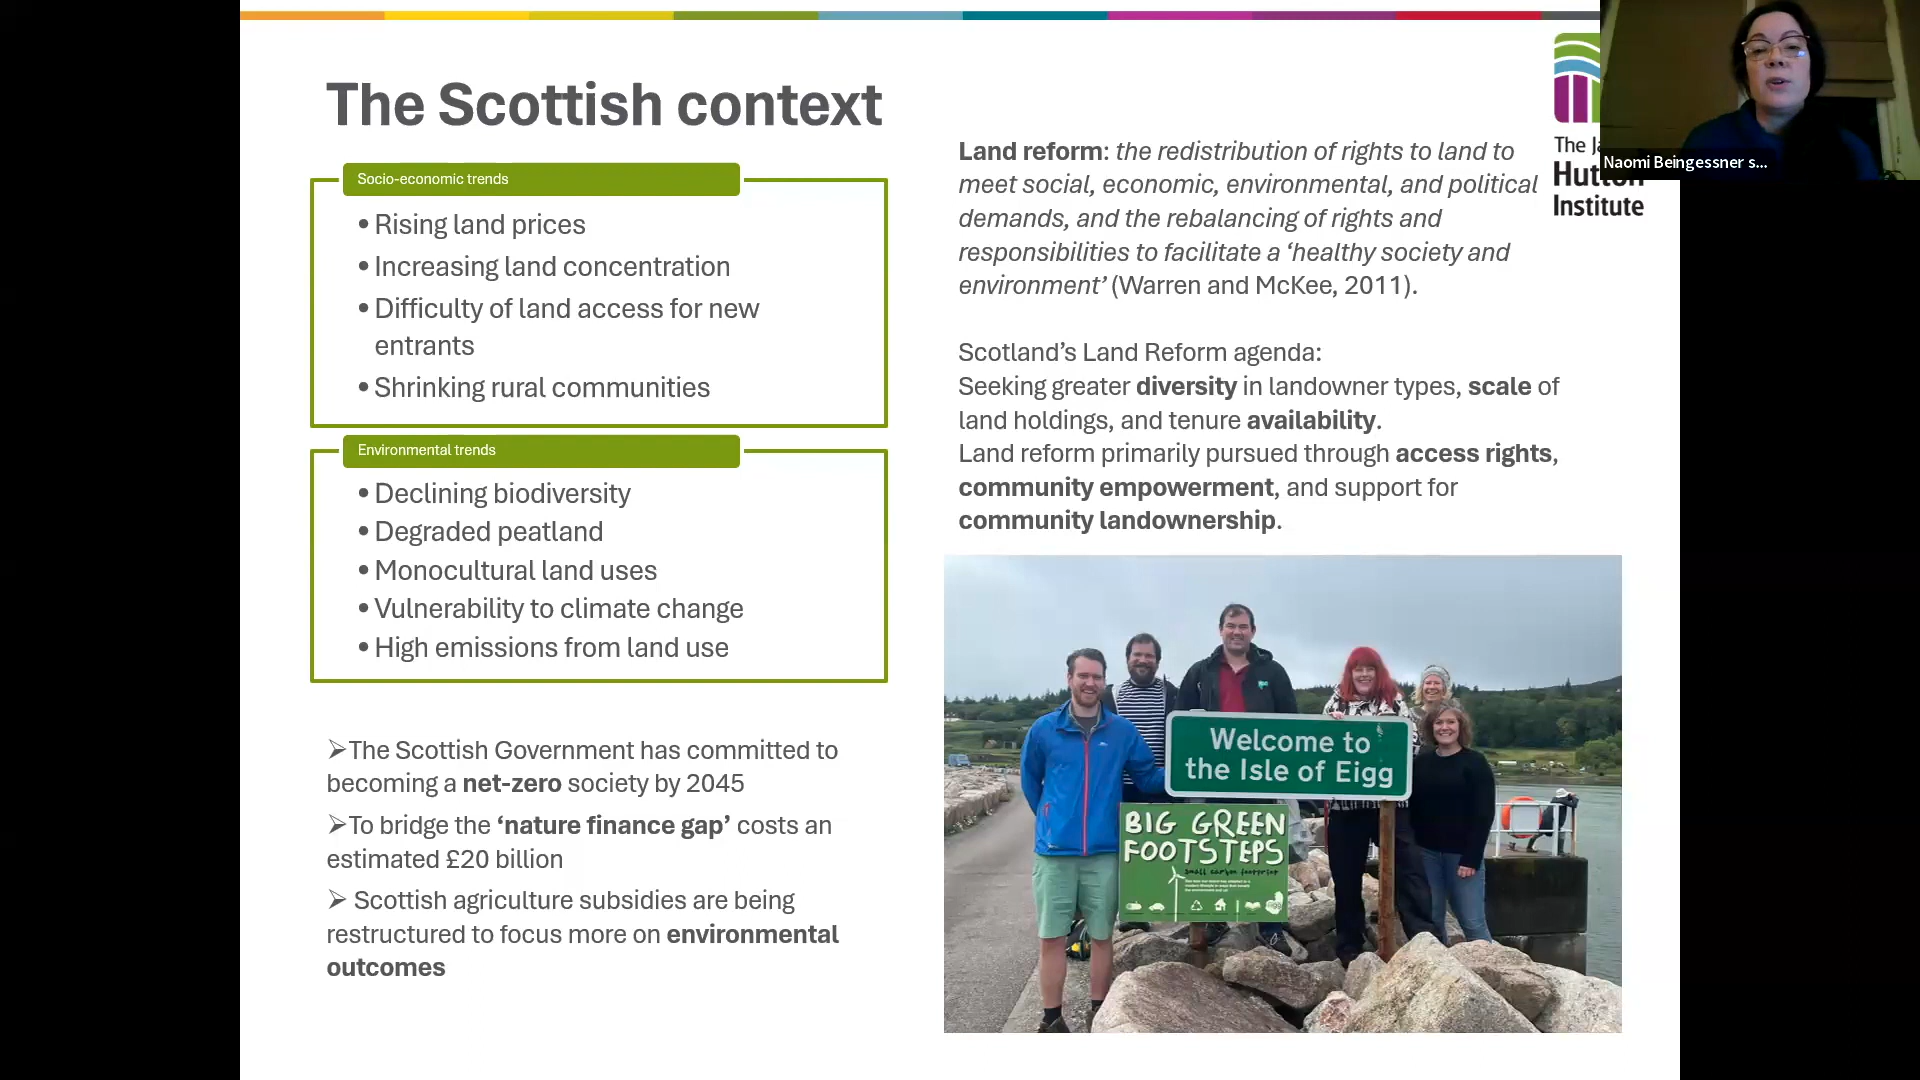 The Scottish context
Socio-economic trends
• Rising land prices
• Increasing land concentration
• Difficulty of land access for new
entrants
• Shrinking rural communities
Environmental trends
• Declining biodiversity
• Degraded peatland
• Monocultural land uses
• Vulnerability to climate change
• High emissions from land use
➢The Scottish Government has committed to
becoming a net-zero society by 2045
➢To bridge the ‘nature finance gap’ costs an
estimated £20 billion
➢ Scottish agriculture subsidies are being
restructured to focus more on environmental
outcomes
Land reform: the redistribution of rights to land to
meet social, economic, environmental, and political
demands, and the rebalancing of rights and
responsibilities to facilitate a ‘healthy society and
environment’ (Warren and McKee, 2011).
Scotland’s Land Reform agenda:
Seeking greater diversity in landowner types, scale of
land holdings, and tenure availability.
Land reform primarily pursued through access rights,
community empowerment, and support for
community landownership.
Welcome to
the Isle of Eigg
BIG GREEN
FOOTSTEPS
small carbon footprint
The Ja
Hutton
Institute
Naomi Beingessner s...